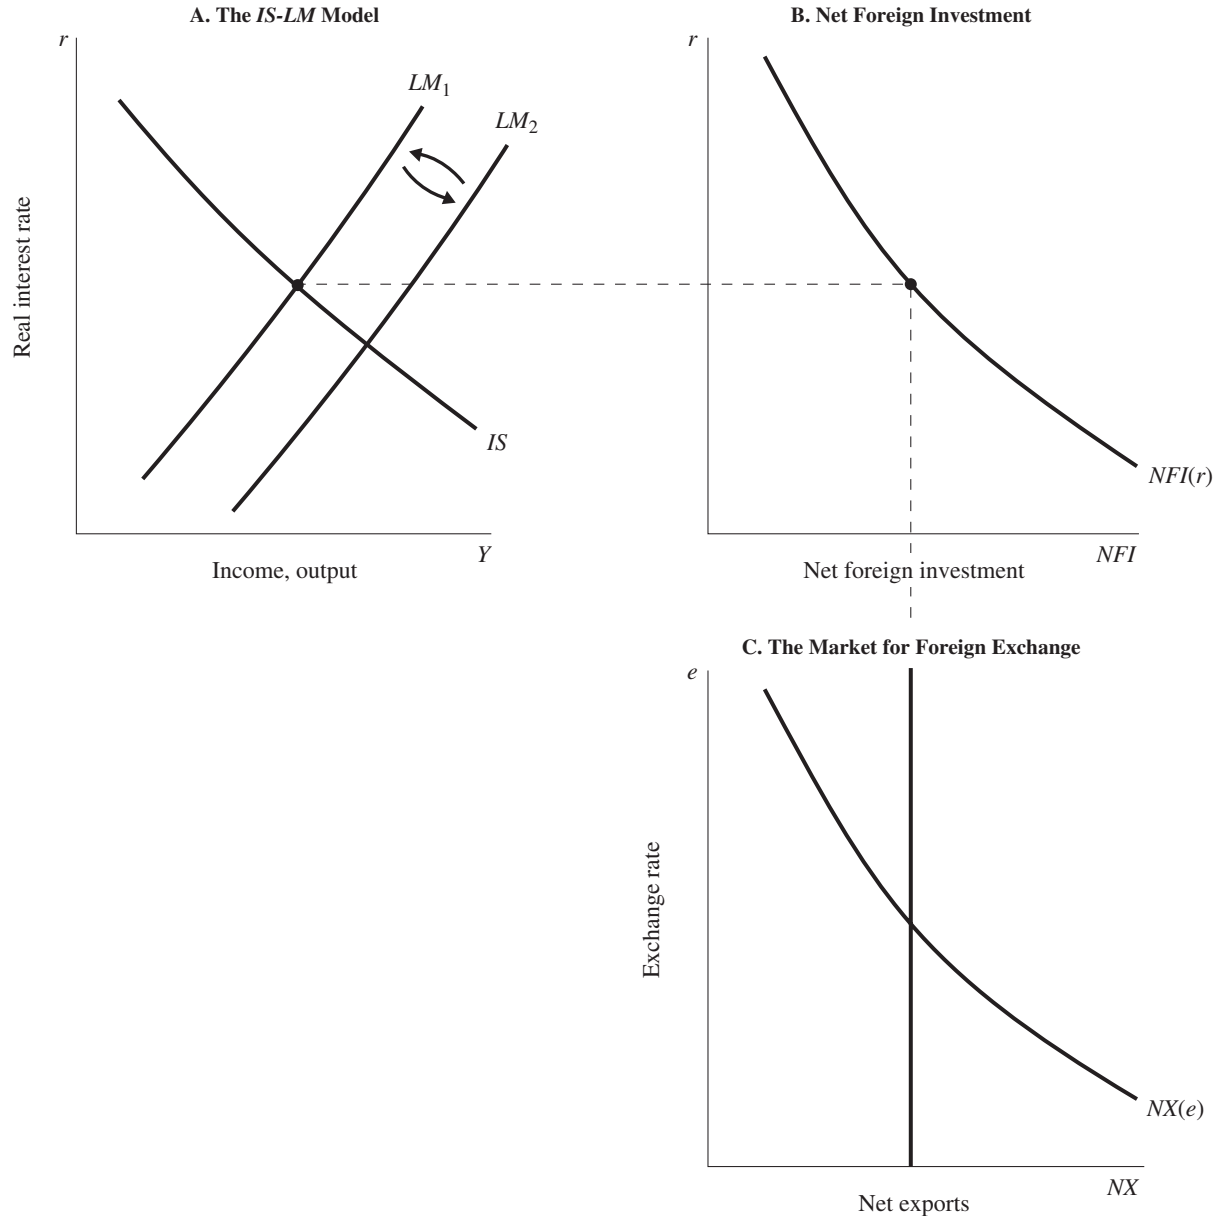 A. The IS-LM Model
r
LM1
LM2
Real interest rate
IS
Y
Income, output
B. Net Foreign Investment
r
NFI(r)
NFI
Net foreign investment
C. The Market for Foreign Exchange
e
Exchange rate
NX(e)
NX
Net exports